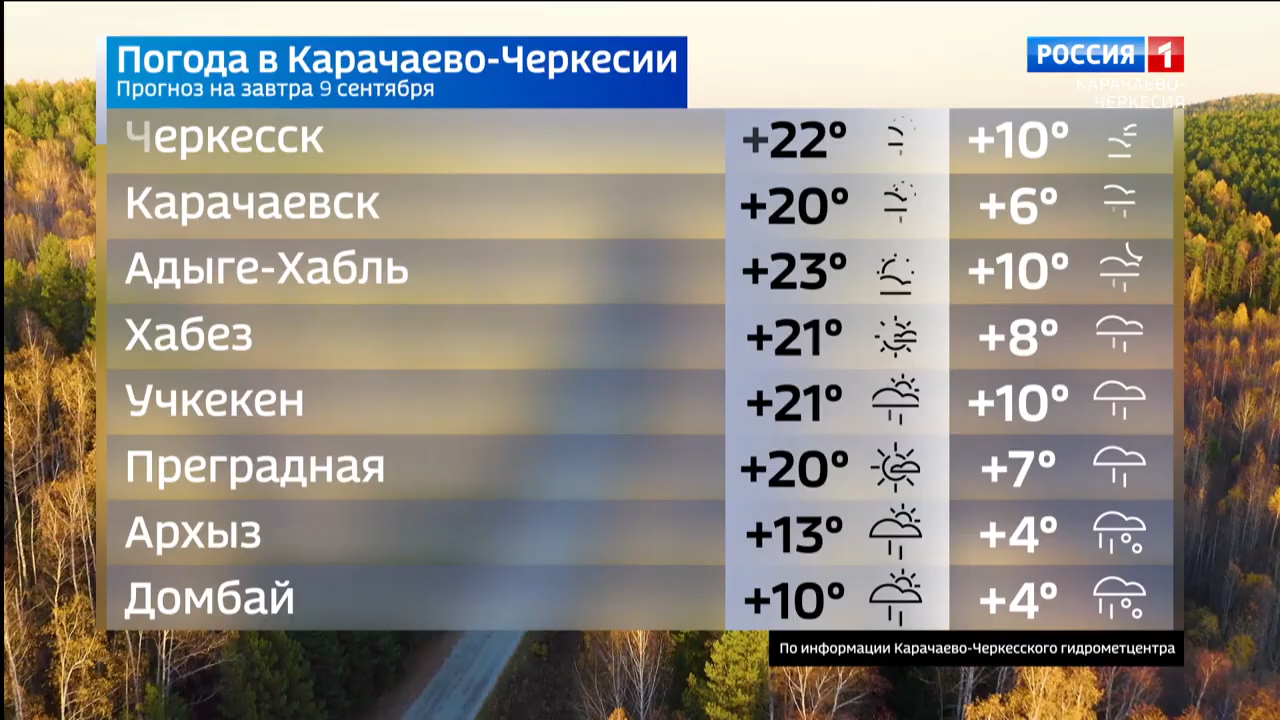 Погода в Карачаево-Черкесии
Прогноз на завтра 9 сентября
РОССИЯ 1
КАРАЧАЕВО-
ЧЕРКЕСИЯ
Черкесск +22° +10°
Карачаевск +20° +6°
Адыге-Хабль +23° +10°
Хабез +21° +8°
Учкекен +21° +10°
Преградная +20° +7°
Архыз +13° +4°
Домбай +10° +4°
По информации Карачаево-Черкесского гидрометцентра